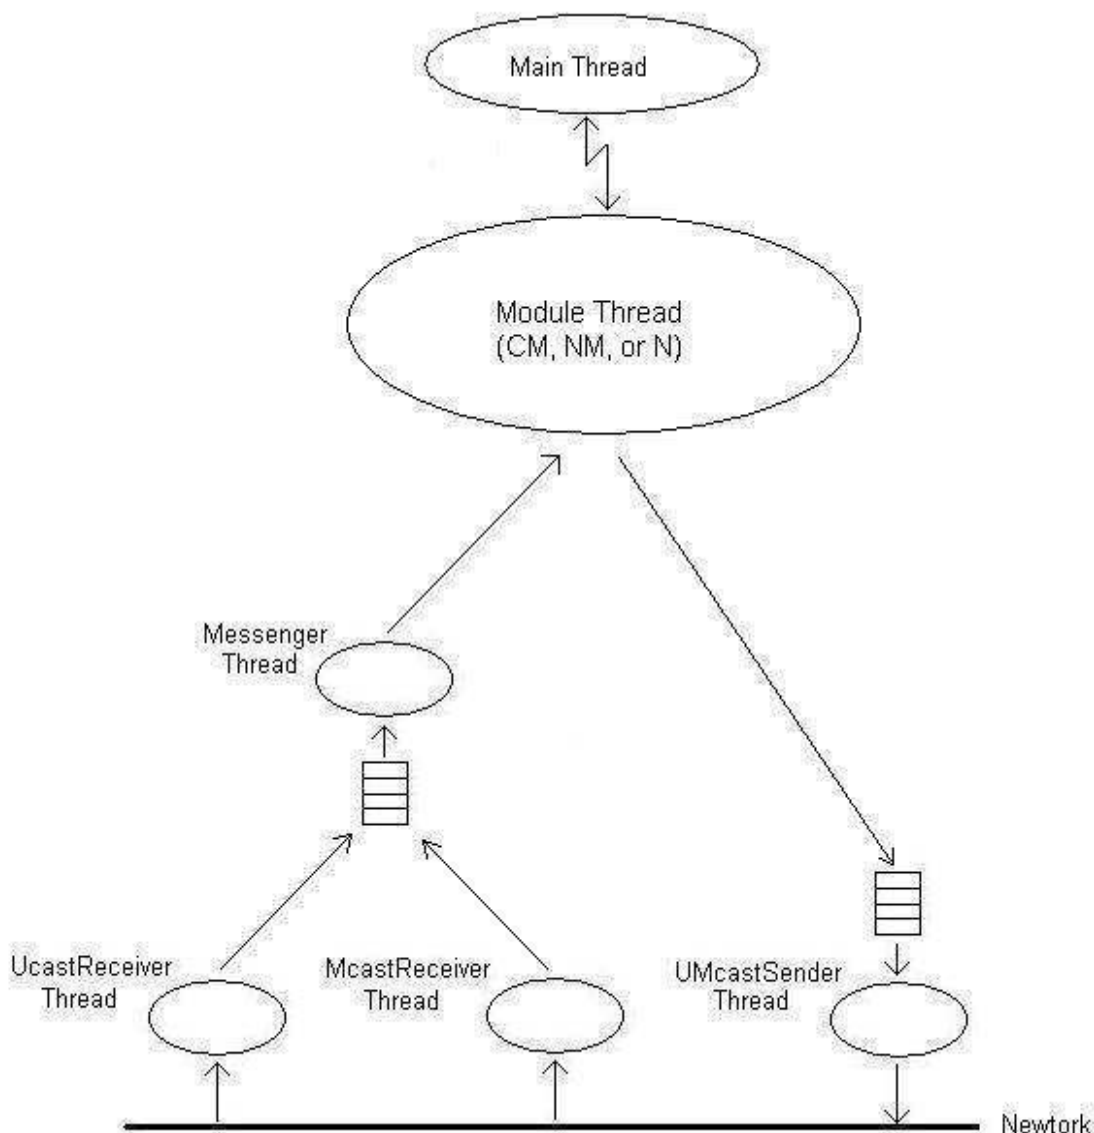 Main Thread
Module Thread
(CM, NM, or N)
Messenger
Thread
UcastReceiver
Thread
McastReceiver
Thread
UMcastSender
Thread
Newtork